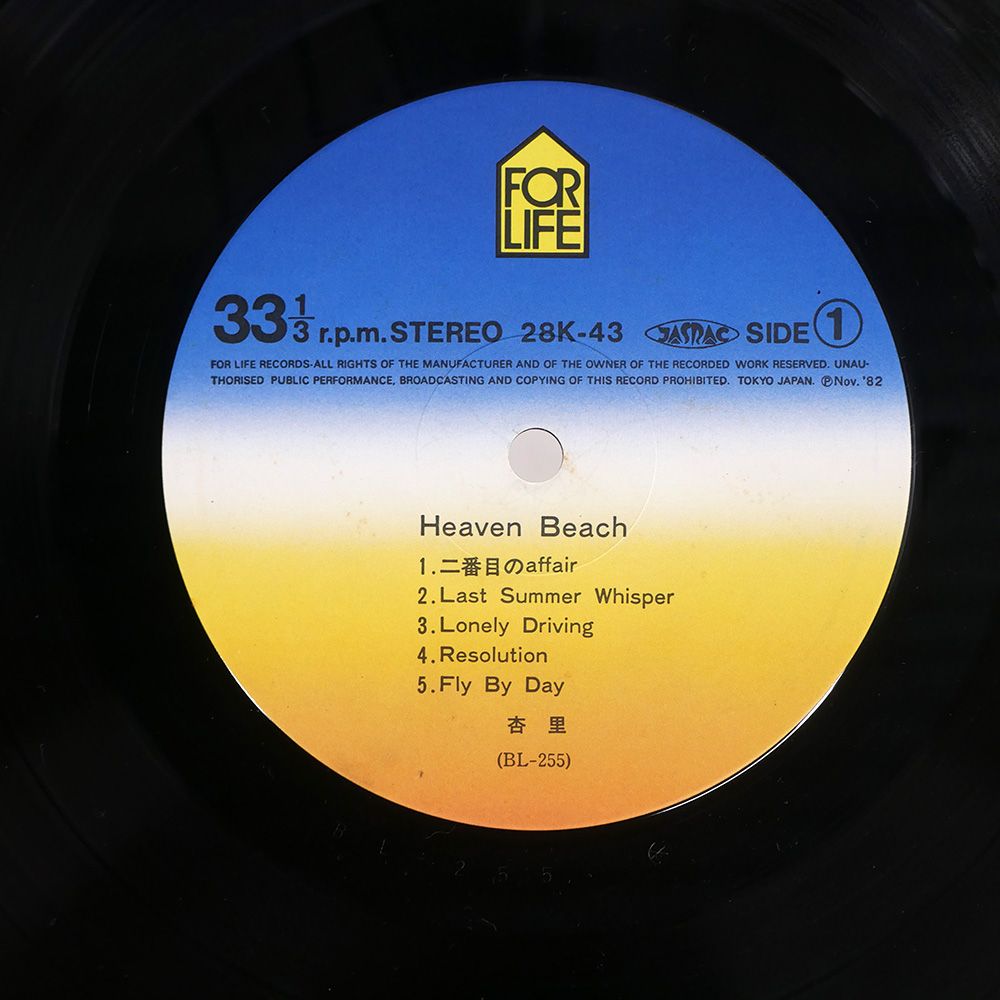 FOR
LIFE
33 1/3 r.p.m. STEREO 28K-43 JASRAC SIDE 1
FOR LIFE RECORDS-ALL RIGHTS OF THE MANUFACTURER AND OF THE OWNER OF THE RECORDED WORK RESERVED. UNAU-
THORISED PUBLIC PERFORMANCE, BROADCASTING AND COPYING OF THIS RECORD PROHIBITED. TOKYO JAPAN. ℗Nov. '82
Heaven Beach
1.二番目のaffair
2.Last Summer Whisper
3.Lonely Driving
4.Resolution
5.Fly By Day
杏里
(BL-255)
BL-255